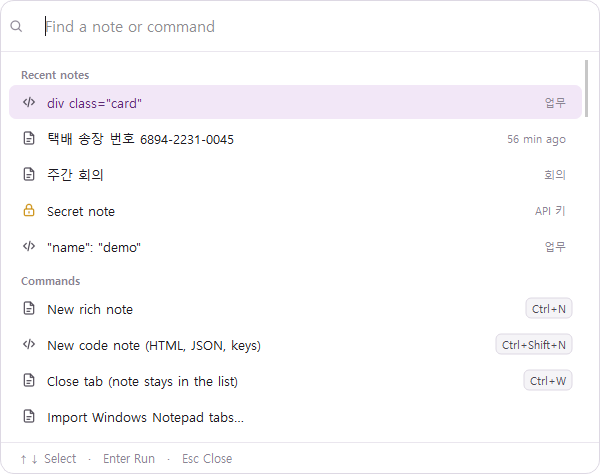 Find a note or command
Recent notes
div class="card" 업무
택배 송장 번호 6894-2231-0045 56 min ago
주간 회의 회의
Secret note API 키
"name": "demo" 업무
Commands
New rich note Ctrl+N
New code note (HTML, JSON, keys) Ctrl+Shift+N
Close tab (note stays in the list) Ctrl+W
Import Windows Notepad tabs...
↑↓ Select · Enter Run · Esc Close